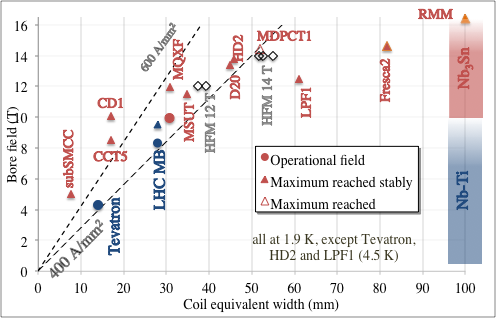 16
14
12
10
8
6
4
2
0
Bore field (T)
0
10
20
30
40
50
60
70
80
90
100
Coil equivalent width (mm)
600 A/mm²
400 A/mm²
subSMCC
CD1
CCT5
Tevatron
LHC MB
MQXF
MSUT
HFM 12 T
D20
HD2
MDPCT1
HFM 14 T
LPF1
Fresca2
RMM
Nb₃Sn
Nb-Ti
Operational field
Maximum reached stably
Maximum reached
all at 1.9 K, except Tevatron,
HD2 and LPF1 (4.5 K)